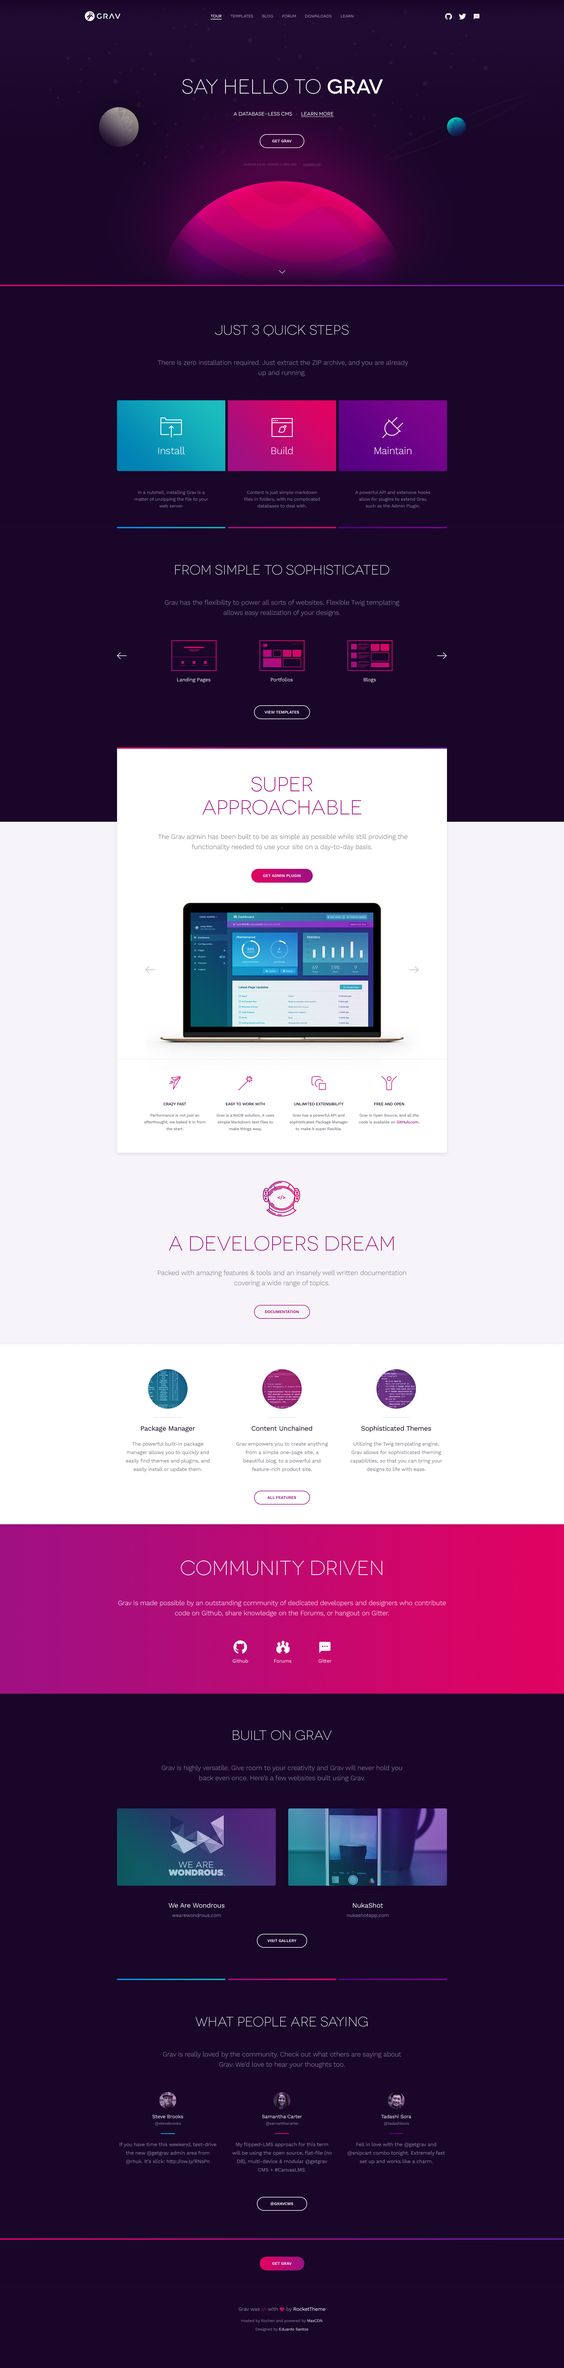 GRAV
TOUR TEMPLATES BLOG FORUM DOWNLOADS LEARN
SAY HELLO TO GRAV
A DATABASE-LESS CMS · LEARN MORE
GET GRAV
JUST 3 QUICK STEPS
There is zero installation required. Just extract the ZIP archive, and you are already
up and running
Install
Build
Maintain
In a nutshell, installing Grav is a
matter of unzipping the file to your
web server.
Content is just simple markdown
files in folders, with no complicated
databases to deal with.
A powerful API and extensive hooks
allow for plugins to extend Grav,
such as the Admin Plugin.
FROM SIMPLE TO SOPHISTICATED
Grav has the flexibility to power all sorts of websites. Flexible Twig templating
allows easy realization of your designs.
Landing Pages
Portfolios
Blogs
VIEW TEMPLATES
SUPER
APPROACHABLE
The Grav admin has been built to be as simple as possible while still providing the
functionality needed to use your site on a day-to-day basis.
GET ADMIN PLUGIN
Dashboard
Maintenance
Statistics
Latest Page Updates
CRAZY FAST
Performance is not just an
afterthought, we baked it in from
the start.
EASY TO WORK WITH
Grav is a NoDB solution, it uses
simple Markdown text files to
make things easy.
UNLIMITED EXTENSIBILITY
Grav has a powerful API and
sophisticated Package Manager
to make it super flexible.
FREE AND OPEN
Grav is Open Source, and all the
code is available on GitHub.com.
</>
A DEVELOPERS DREAM
Packed with amazing features & tools and an insanely well written documentation
covering a wide range of topics.
DOCUMENTATION
Package Manager
The powerful built-in package
manager allows you to quickly and
easily find themes and plugins, and
easily install or update them.
Content Unchained
Grav empowers you to create anything
from a simple one-page site, a
beautiful blog, to a powerful and
feature-rich product site.
Sophisticated Themes
Utilizing the Twig templating engine,
Grav allows for sophisticated theming
capabilities, so that you can bring your
designs to life with ease.
ALL FEATURES
COMMUNITY DRIVEN
Grav is made possible by an outstanding community of dedicated developers and designers who contribute
code on Github, share knowledge on the Forums, or hangout on Gitter.
Github
Forums
Gitter
BUILT ON GRAV
Grav is highly versatile. Give room to your creativity and Grav will never hold you
back even once. Here's a few websites built using Grav.
WE ARE
WONDROUS.
We Are Wondrous
wearewondrous.com
NukaShot
nukashotapp.com
VISIT GALLERY
WHAT PEOPLE ARE SAYING
Grav is really loved by the community. Check out what others are saying about
Grav. We'd love to hear your thoughts too.
Steve Brooks
@stevebrooks
If you have time this weekend, test-drive
the new @getgrav admin area from
@rhuk. It's slick: http://ow.ly/RNsPn
Samantha Carter
@samanthacarter
My flipped-LMS approach for this term
will be using the open source, flat-file (no
DB), multi-device & modular @getgrav
CMS + #CanvasLMS.
Tadashi Sora
@tadashisora
Fell in love with the @getgrav and
@snipcart combo tonight. Extremely fast
set up and works like a charm.
@GRAVCMS
GET GRAV
Grav was </> with ♥ by RocketTheme
Hosted by Rochen and powered by MaxCDN
Designed by Eduardo Santos